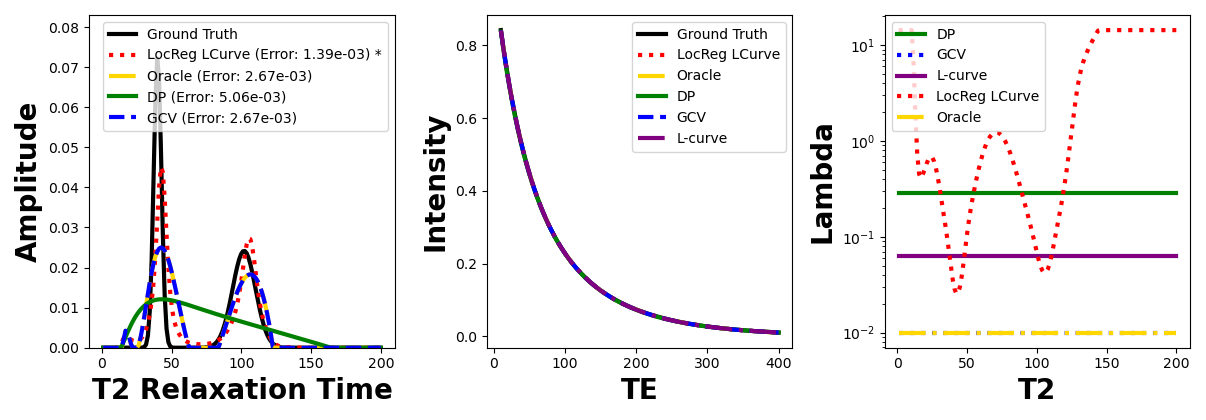 Amplitude
0.08
0.07
0.06
0.05
0.04
0.03
0.02
0.01
0.00
Ground Truth
LocReg LCurve (Error: 1.39e-03) *
Oracle (Error: 2.67e-03)
DP (Error: 5.06e-03)
GCV (Error: 2.67e-03)
0 50 100 150 200
T2 Relaxation Time
Intensity
0.8
0.6
0.4
0.2
0.0
Ground Truth
LocReg LCurve
Oracle
DP
GCV
L-curve
0 100 200 300 400
TE
Lambda
10¹
10⁰
10⁻¹
10⁻²
DP
GCV
L-curve
LocReg LCurve
Oracle
0 50 100 150 200
T2